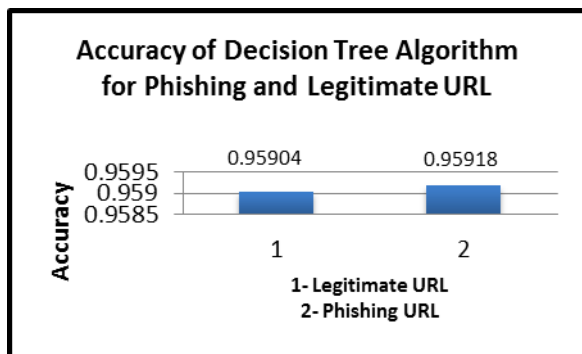 Accuracy of Decision Tree Algorithm
for Phishing and Legitimate URL
0.95904
0.95918
0.9595
0.959
0.9585
Accuracy
1
2
1- Legitimate URL
2- Phishing URL